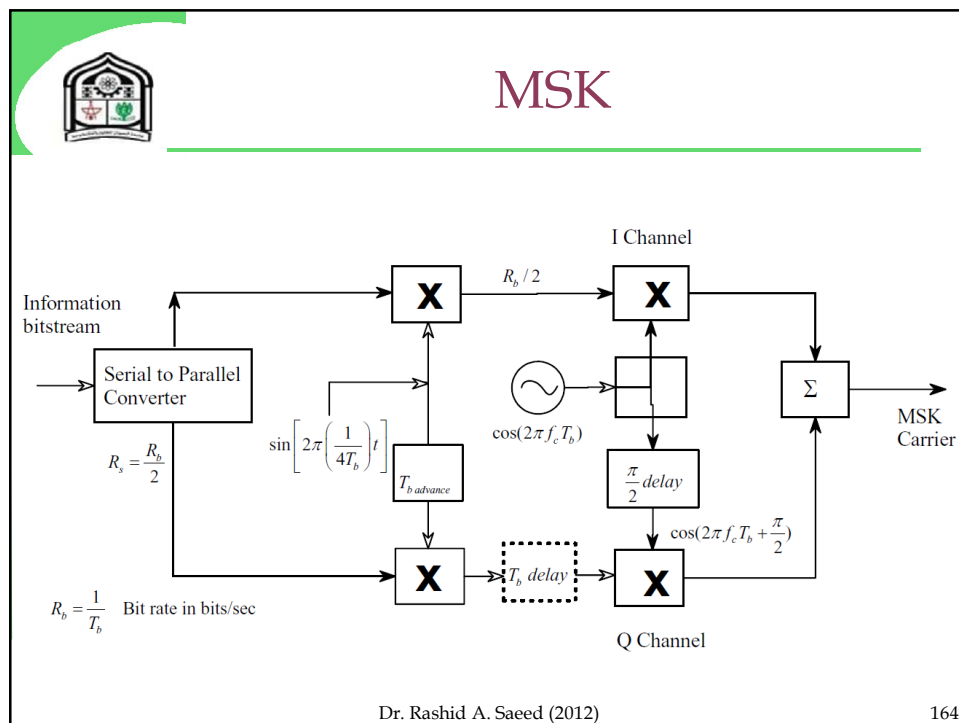 MSK
I Channel
R_b / 2
X
X
Information
bitstream
Serial to Parallel
Converter
Σ
cos(2π f_c T_b)
MSK
Carrier
sin[2π(1/4T_b)t]
R_s = R_b/2
T_b advance
π/2 delay
cos(2π f_c T_b + π/2)
X
T_b delay
X
R_b = 1/T_b Bit rate in bits/sec
Q Channel
Dr. Rashid A. Saeed (2012)
164